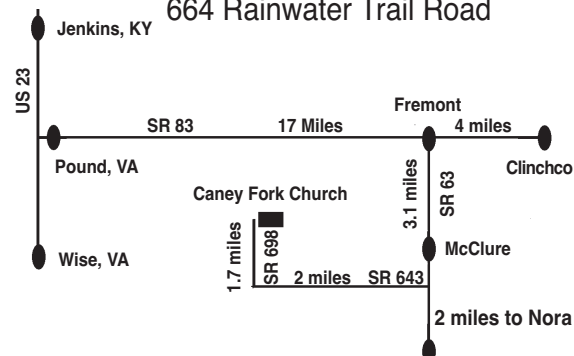 664 Rainwater Trail Road
Jenkins, KY
US 23
Fremont
SR 83 17 Miles 4 miles
Pound, VA
Clinchco
Caney Fork Church
3.1 miles
SR 63
1.7 miles
SR 698
McClure
Wise, VA
2 miles SR 643
2 miles to Nora